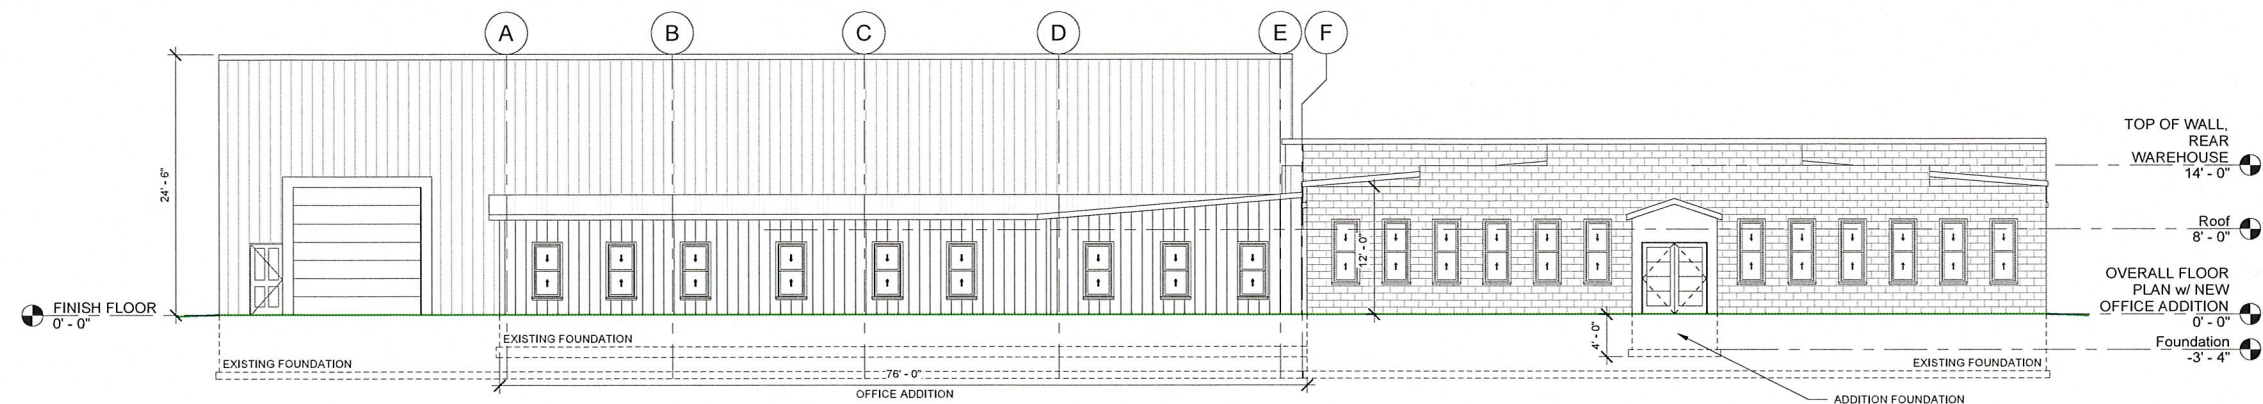 A B C D E F
24' - 6"
TOP OF WALL,
REAR
WAREHOUSE
14' - 0"
Roof
8' - 0"
12' - 0"
OVERALL FLOOR
PLAN w/ NEW
OFFICE ADDITION
0' - 0"
FINISH FLOOR
0' - 0"
4' - 0"
Foundation
-3' - 4"
EXISTING FOUNDATION
EXISTING FOUNDATION
EXISTING FOUNDATION
76' - 0"
OFFICE ADDITION
ADDITION FOUNDATION